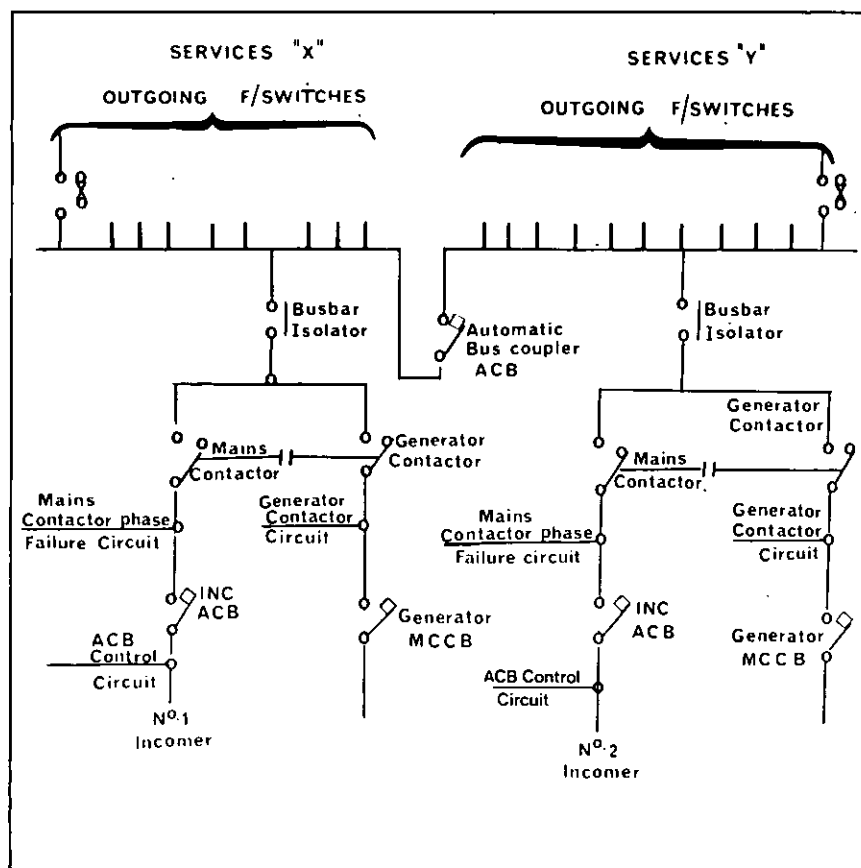 SERVICES "X"
OUTGOING F/SWITCHES
SERVICES "Y"
OUTGOING F/SWITCHES
Busbar
Isolator
Automatic
Bus coupler
ACB
Busbar
Isolator
Mains
Contactor
Generator
Contactor
Mains
Contactor
Generator
Contactor
Mains
Contactor phase
Failure Circuit
Generator
Contactor
Circuit
Mains
Contactor phase
Failure circuit
Generator
Contactor
Circuit
INC
ACB
Generator
MCCB
INC
ACB
Generator
MCCB
ACB
Control
Circuit
Nº.1
Incomer
ACB Control
Circuit
Nº.2
Incomer